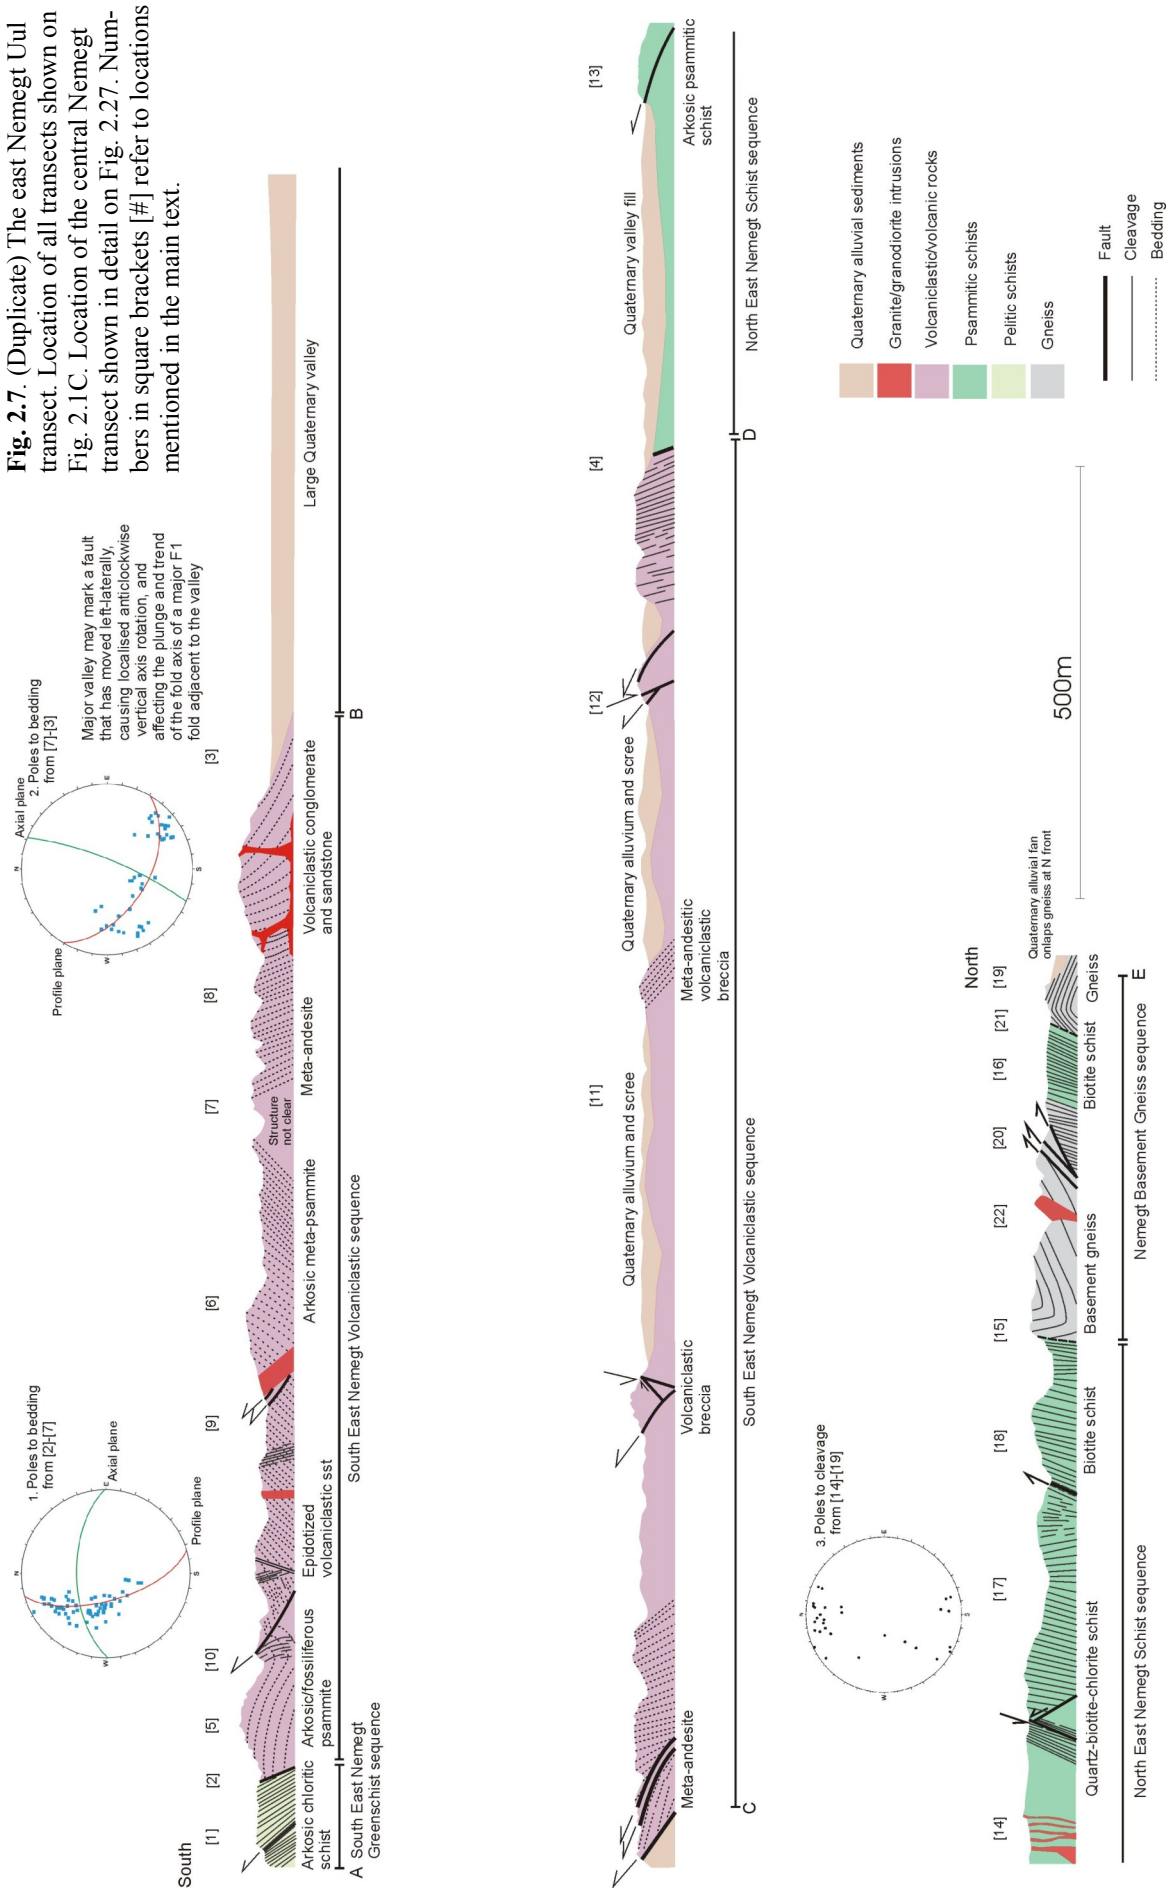 Fig. 2.7. (Duplicate) The east Nemegt Uul
transect. Location of all transects shown on
Fig. 2.1C. Location of the central Nemegt
transect shown in detail on Fig. 2.27. Num-
bers in square brackets [#] refer to locations
mentioned in the main text.
1. Poles to bedding
from [2]-[7]
N
E
S
W
Axial plane
Profile plane
2. Poles to bedding
from [7]-[3]
N
E
S
W
Axial plane
Profile plane
Major valley may mark a fault
that has moved left-laterally,
causing localised anticlockwise
vertical axis rotation, and
affecting the plunge and trend
of the fold axis of a major F1
fold adjacent to the valley
South
[1]
[2]
[5]
[10]
[9]
[6]
[7]
[8]
[3]
Structure
not clear
Arkosic chloritic
schist
Arkosic/fossiliferous
psammite
Epidotized
volcaniclastic sst
Arkosic meta-psammite
Meta-andesite
Volcaniclastic conglomerate
and sandstone
Large Quaternary valley
A
South East Nemegt
Greenschist sequence
South East Nemegt Volcaniclastic sequence
B
[11]
[12]
[4]
[13]
Quaternary alluvium and scree
Quaternary alluvium and scree
Quaternary valley fill
Meta-andesite
Volcaniclastic
breccia
Meta-andesitic
volcaniclastic
breccia
Arkosic psammitic
schist
C
South East Nemegt Volcaniclastic sequence
D
North East Nemegt Schist sequence
3. Poles to cleavage
from [14]-[19]
N
E
S
W
Quaternary alluvial fan
onlaps gneiss at N front
North
[14]
[17]
[18]
[15]
[22]
[20]
[16]
[21]
[19]
Quartz-biotite-chlorite schist
Biotite schist
Basement gneiss
Biotite schist
Gneiss
North East Nemegt Schist sequence
Nemegt Basement Gneiss sequence
E
500m
Quaternary alluvial sediments
Granite/granodiorite intrusions
Volcaniclastic/volcanic rocks
Psammitic schists
Pelitic schists
Gneiss
Fault
Cleavage
Bedding